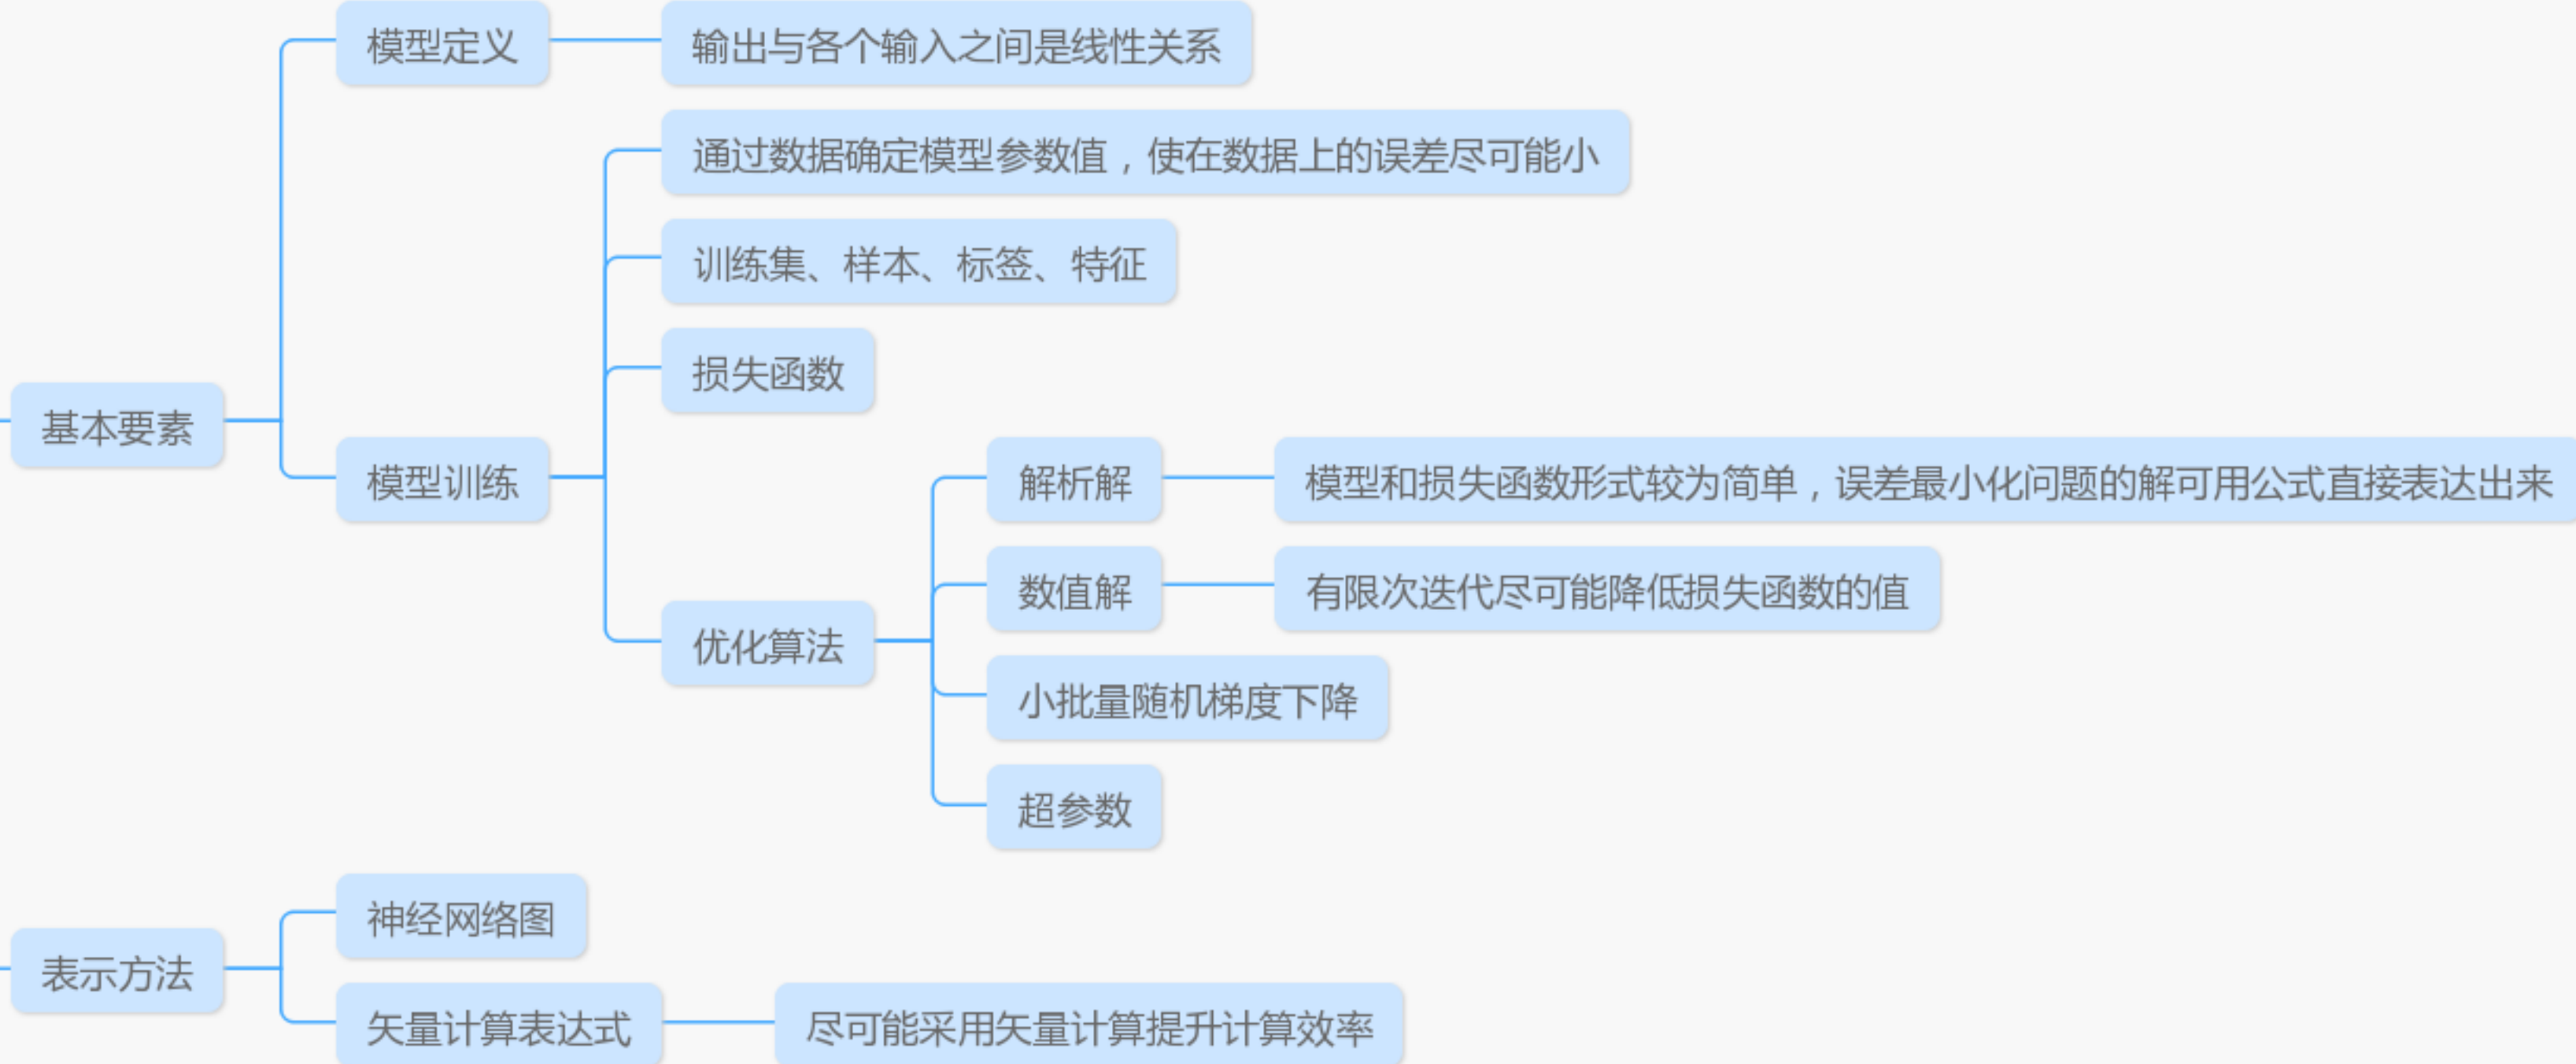 模型定义
输出与各个输入之间是线性关系
通过数据确定模型参数值，使在数据上的误差尽可能小
训练集、样本、标签、特征
损失函数
基本要素
模型训练
解析解
模型和损失函数形式较为简单，误差最小化问题的解可用公式直接表达出来
数值解
有限次迭代尽可能降低损失函数的值
优化算法
小批量随机梯度下降
超参数
神经网络图
表示方法
矢量计算表达式
尽可能采用矢量计算提升计算效率